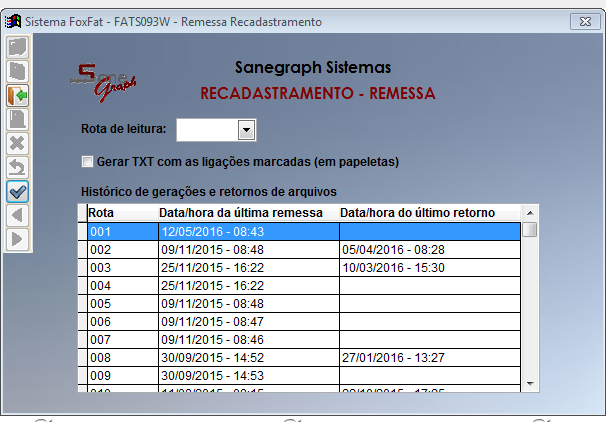 Sistema FoxFat - FATS093W - Remessa Recadastramento
SaneGraph
Sanegraph Sistemas
RECADASTRAMENTO - REMESSA
Rota de leitura:
Gerar TXT com as ligações marcadas (em papeletas)
Histórico de gerações e retornos de arquivos
Rota Data/hora da última remessa Data/hora do último retorno
001 12/05/2016 - 08:43
002 09/11/2015 - 08:48 05/04/2016 - 08:28
003 25/11/2015 - 16:22 10/03/2016 - 15:30
004 25/11/2015 - 16:22
005 09/11/2015 - 08:48
006 09/11/2015 - 08:47
007 09/11/2015 - 08:46
008 30/09/2015 - 14:52 27/01/2016 - 13:27
009 30/09/2015 - 14:53